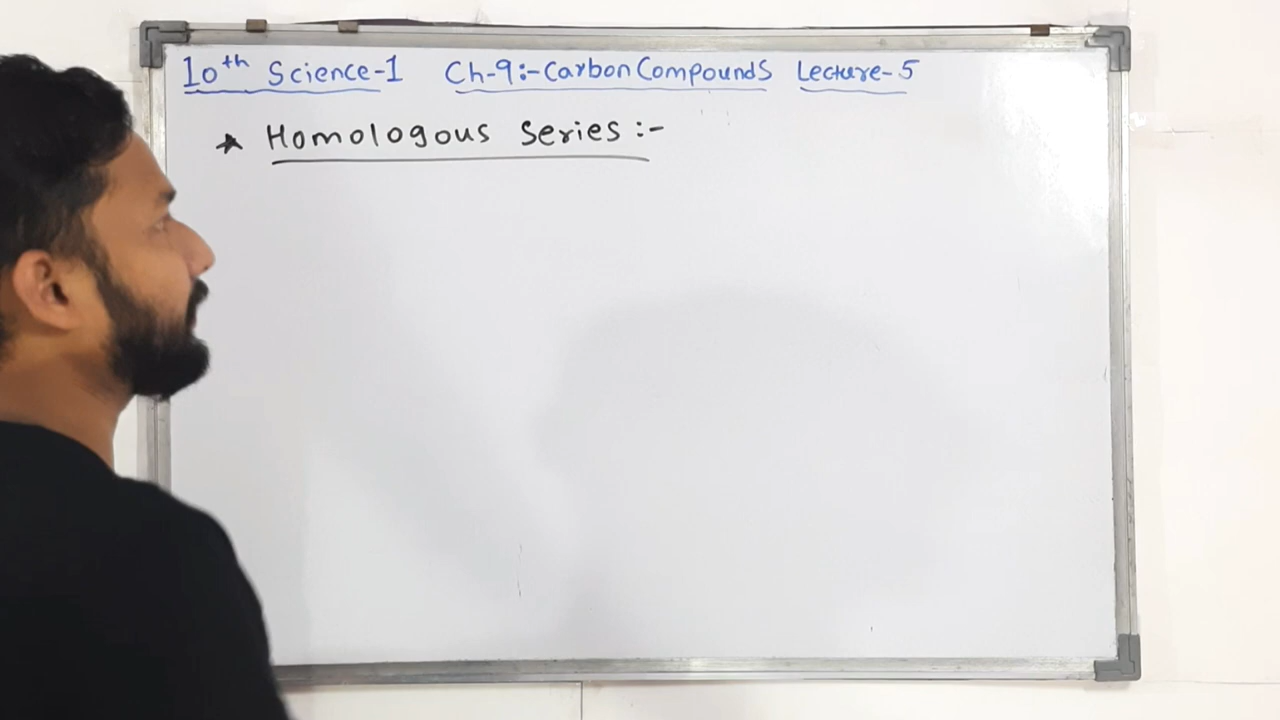 10th Science-1 Ch-9:-Carbon Compounds Lecture-5
★ Homologous Series:-